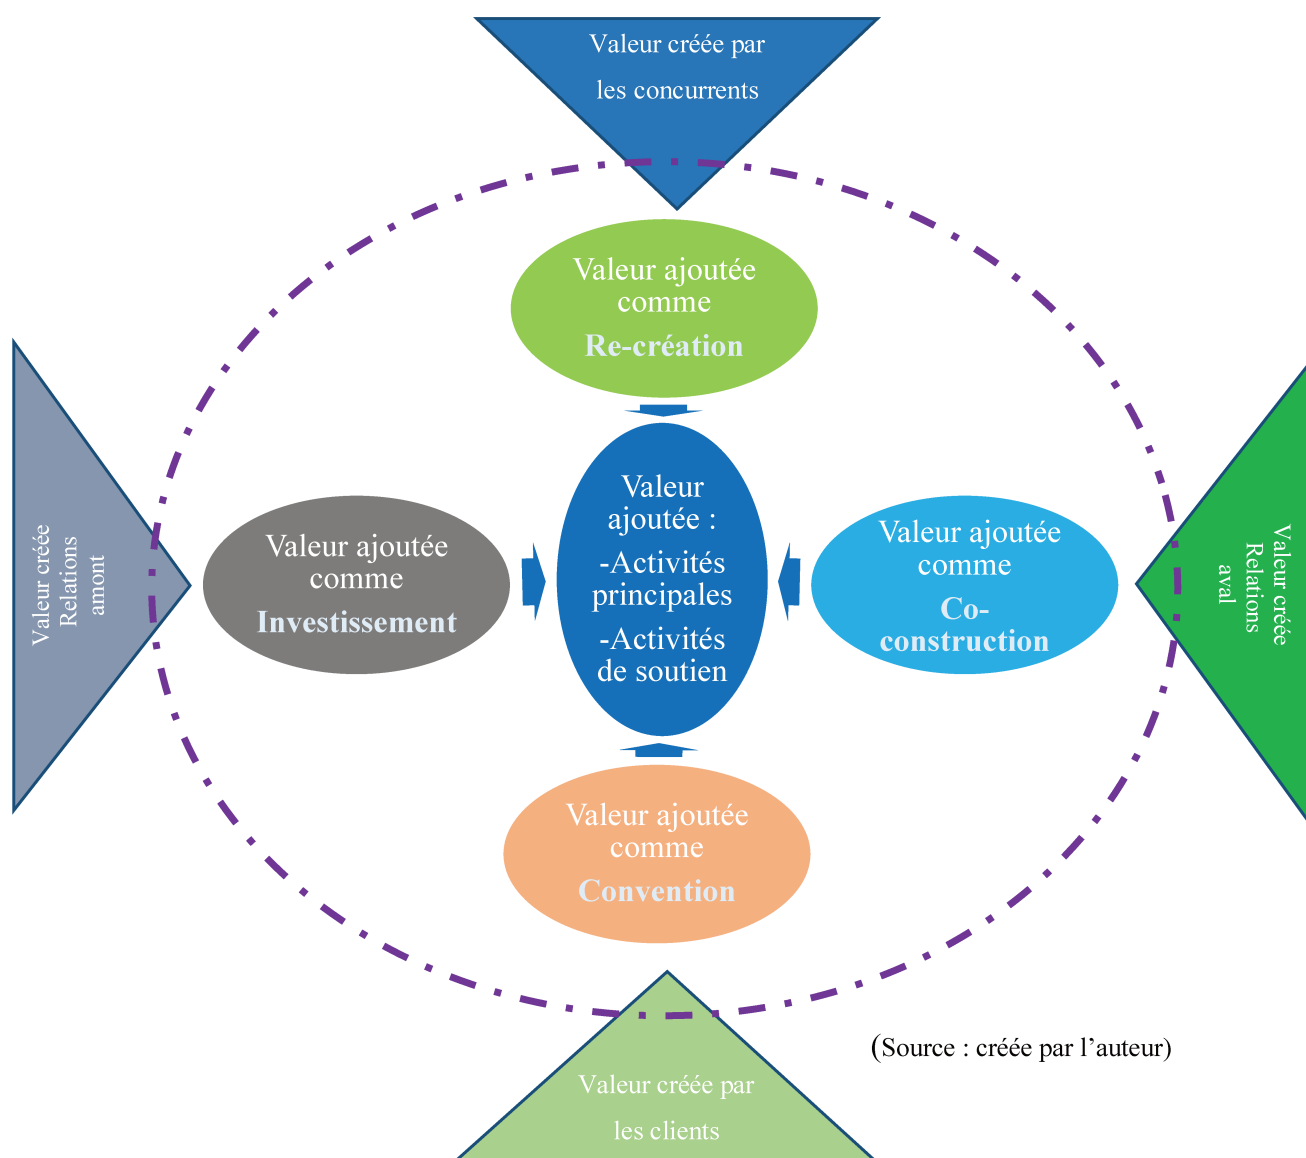 Valeur créée par
les concurrents
Valeur ajoutée
comme
Re-création
Valeur créée
Relations
amont
Valeur ajoutée
comme
Investissement
Valeur
ajoutée :
-Activités
principales
-Activités
de soutien
Valeur ajoutée
comme
Co-
construction
Valeur créée
Relations
aval
Valeur ajoutée
comme
Convention
(Source : créée par l’auteur)
Valeur créée par
les clients